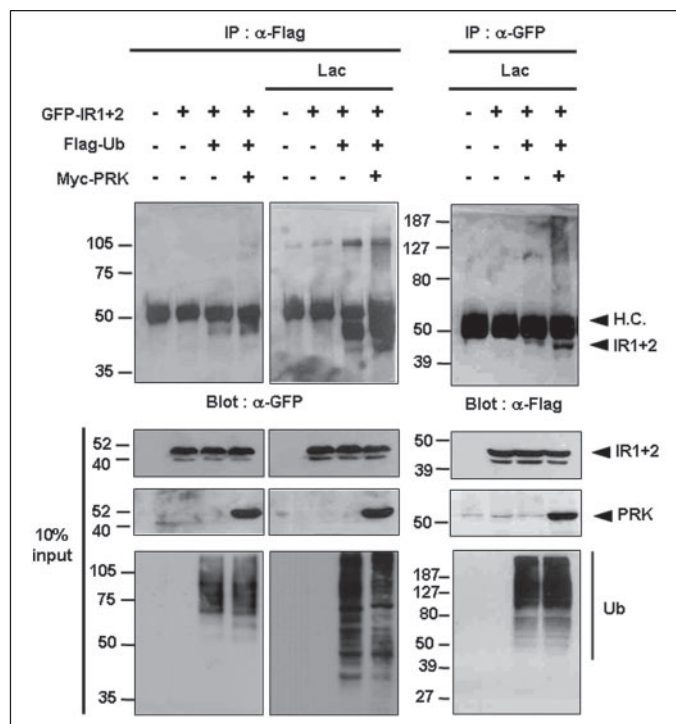 IP : α-Flag IP : α-GFP
Lac Lac
GFP-IR1+2 - + + + - + + + - + + +
Flag-Ub - - + + - - + + - - + +
Myc-PRK - - - + - - - + - - - +
105
75
50
35
187
127
80
50
39
H.C.
IR1+2
Blot : α-GFP Blot : α-Flag
10% input
52
40
50
39
IR1+2
52
40
50
PRK
105
75
50
35
187
127
80
50
39
27
Ub